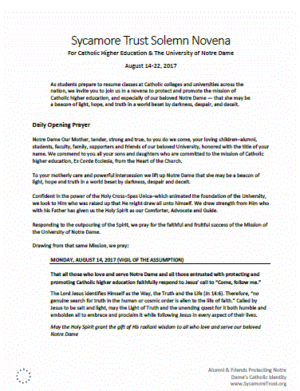 Sycamore Trust Solemn Novena
For Catholic Higher Education & The University of Notre Dame
August 14-22, 2017
As students prepare to resume classes at Catholic colleges and universities across
the nation, we invite you to join us in a novena to protect and promote the mission of
Catholic higher education, and especially of our beloved Notre Dame — that she may be
a beacon of light, hope, and truth in a world beset by darkness, despair, and deceit.
Daily Opening Prayer
Notre Dame Our Mother, tender, strong and true, to you do we come, your loving children–alumni,
students, faculty, family, supporters and friends of our beloved University, honored with the title of your
name. We commend to you all your sons and daughters who are committed to the mission of Catholic
higher education, Ex Corde Ecclesia, from the Heart of the Church.
To your motherly care and powerful intercession we lift up Notre Dame that she may be a beacon of
light, hope and truth in a world beset by darkness, despair and deceit.
Confident in the power of the Holy Cross–Spes Unica–which animated the foundation of the University,
we look to Him who was raised up that He might draw all unto himself. We draw strength from Him who
with his Father has given us the Holy Spirit as our Comforter, Advocate and Guide.
Responding to the outpouring of the Spirit, we pray for the faithful and fruitful success of the Mission of
the University of Notre Dame.
Drawing from that same Mission, we pray:
MONDAY, AUGUST 14, 2017 (VIGIL OF THE ASSUMPTION)
That all those who love and serve Notre Dame and all those entrusted with protecting and
promoting Catholic higher education faithfully respond to Jesus' call to "Come, follow me."
The Lord Jesus identifies Himself as the Way, the Truth and the Life (Jn 14:6). Therefore, "no
genuine search for truth in the human or cosmic order is alien to the life of faith." Called by
Jesus to be salt and light, may the Light of Truth and the unending quest for it both humble and
embolden all to embrace and proclaim it while following Jesus in every aspect of their lives.
May the Holy Spirit grant the gift of His radiant wisdom to all who love and serve our beloved
Notre Dame
Alumni & Friends Protecting Notre
Dame's Catholic Identity
www.SycamoreTrust.org